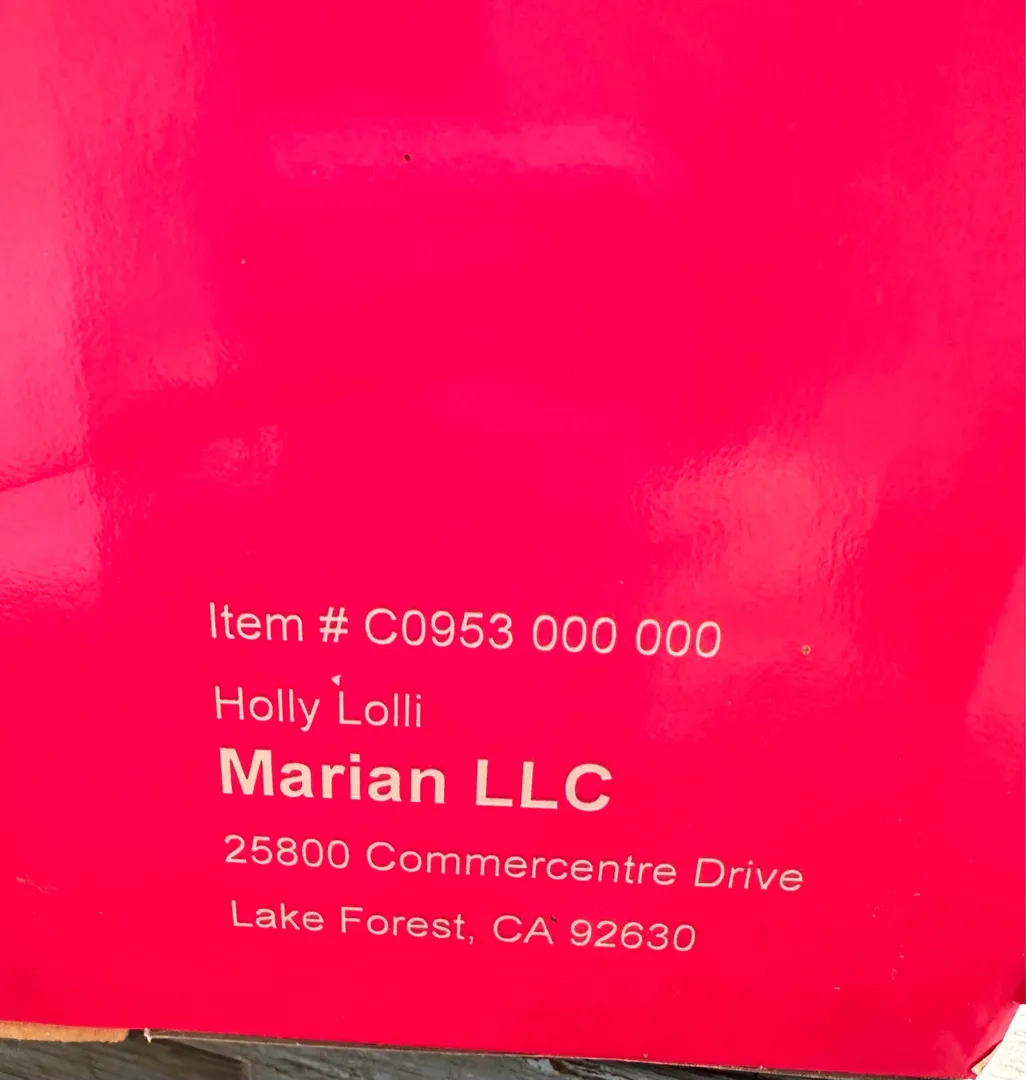 Item # C0953 000 000
Holly Lolli
Marian LLC
25800 Commercentre Drive
Lake Forest, CA 92630